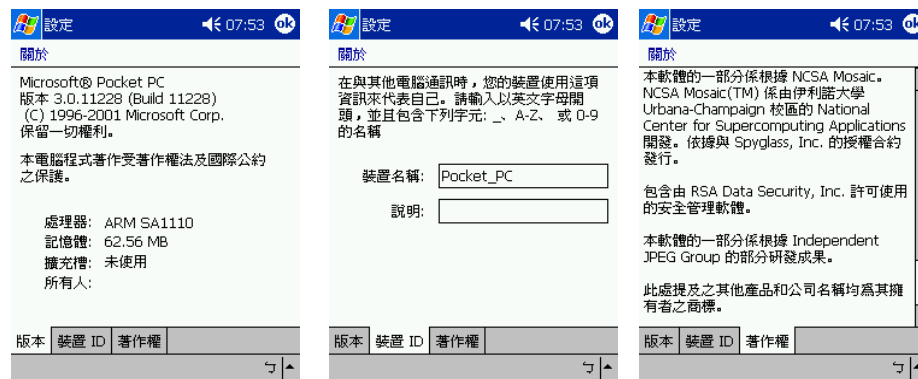 設定
07:53
ok
關於
Microsoft® Pocket PC
版本 3.0.11228 (Build 11228)
(C) 1996-2001 Microsoft Corp.
保留一切權利。
本電腦程式著作受著作權法及國際公約
之保護。
處理器: ARM SA1110
記憶體: 62.56 MB
擴充槽: 未使用
所有人:
版本 裝置 ID 著作權
ㄅ
設定
07:53
ok
關於
在與其他電腦通訊時，您的裝置使用這項
資訊來代表自己。請輸入以英文字母開
頭，並且包含下列字元: _、A-Z、 或 0-9
的名稱
裝置名稱: Pocket_PC
說明:
版本 裝置 ID 著作權
ㄅ
設定
07:53
ok
關於
本軟體的一部分係根據 NCSA Mosaic。
NCSA Mosaic(TM) 係由伊利諾大學
Urbana-Champaign 校區的 National
Center for Supercomputing Applications
開發。依據與 Spyglass, Inc. 的授權合約
發行。
包含由 RSA Data Security, Inc. 許可使用
的安全管理軟體。
本軟體的一部分係根據 Independent
JPEG Group 的部分研發成果。
此處提及之其他產品和公司名稱均爲其擁
有者之商標。
版本 裝置 ID 著作權
ㄅ